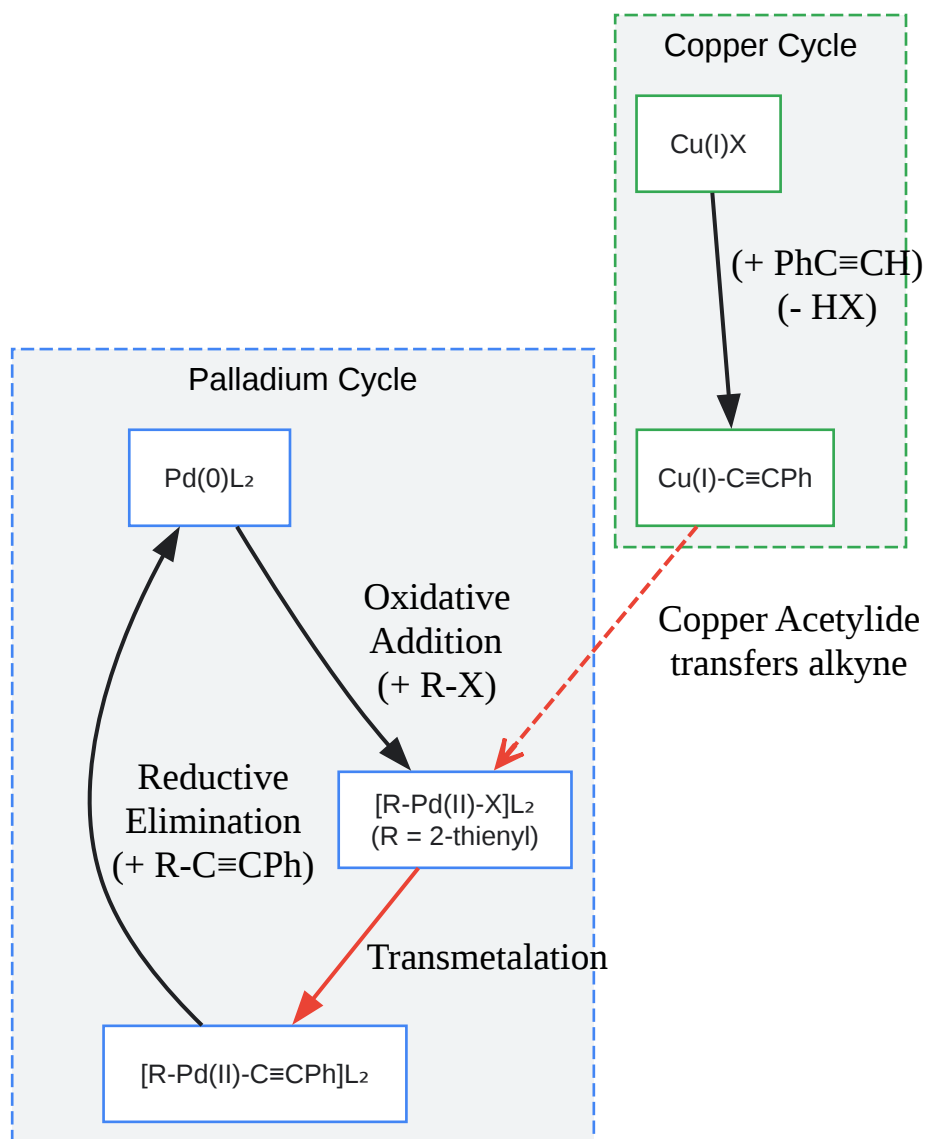 Copper Cycle
Cu(I)X
(+ PhC≡CH)
(- HX)
Cu(I)-C≡CPh
Copper Acetylide
transfers alkyne
Palladium Cycle
Pd(0)L₂
Oxidative
Addition
(+ R-X)
[R-Pd(II)-X]L₂
(R = 2-thienyl)
Reductive
Elimination
(+ R-C≡CPh)
Transmetalation
[R-Pd(II)-C≡CPh]L₂